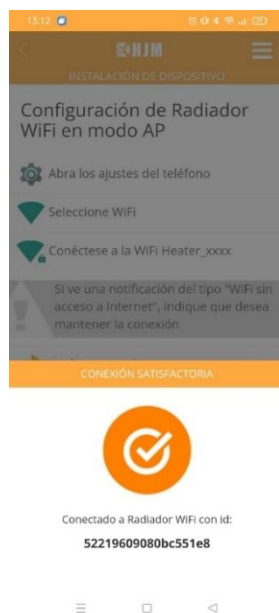 13:12
HJM
INSTALACIÓN DE DISPOSITIVO
Configuración de Radiador
WiFi en modo AP
Abra los ajustes del teléfono
Seleccione WiFi
Conéctese a la WiFi Heater_xxxx
Si ve una notificación del tipo "WiFi sin
acceso a Internet", indique que desea
mantener la conexión
CONEXIÓN SATISFACTORIA
Conectado a Radiador WiFi con id:
52219609080bc551e8